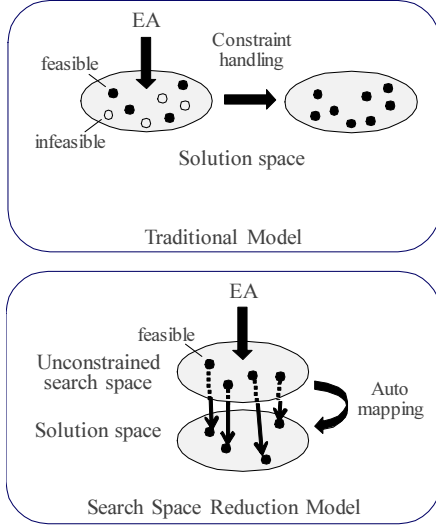 EA
Constraint
handling
feasible
infeasible
Solution space
Traditional Model
EA
feasible
Unconstrained
search space
Auto
mapping
Solution space
Search Space Reduction Model